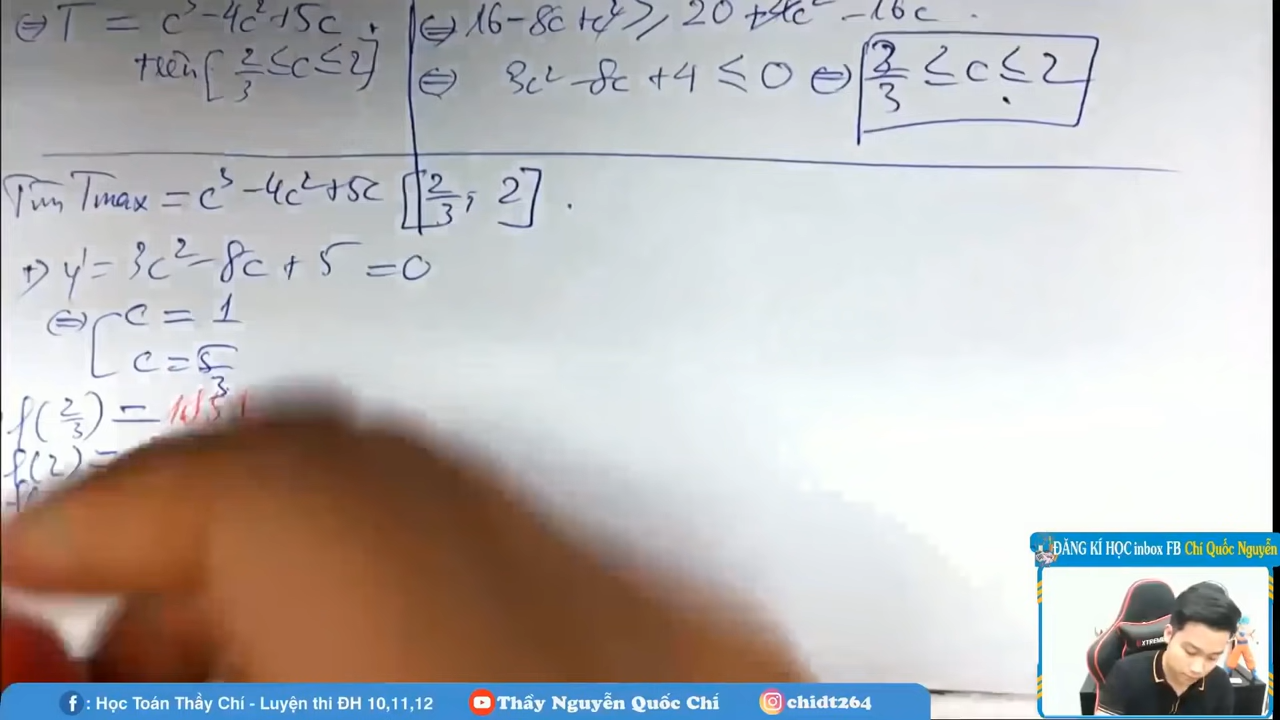 ⇔ T = c³ - 4c² + 5c.
trên [2/3 ≤ c ≤ 2]
⇔ 16 - 8c + c² ≥ 20 + 4c² - 16c.
⇔ 3c² - 8c + 4 ≤ 0 ⇔ 2/3 ≤ c ≤ 2
Tìm Tmax = c³ - 4c² + 5c [2/3; 2].
+) y' = 3c² - 8c + 5 = 0
⇔ [ c = 1
c = 5/3
f(2/3) =
f(2) =
ĐĂNG KÍ HỌC inbox FB Chí Quốc Nguyễn
XTREME
: Học Toán Thầy Chí - Luyện thi ĐH 10,11,12
Thầy Nguyễn Quốc Chí
chidt264